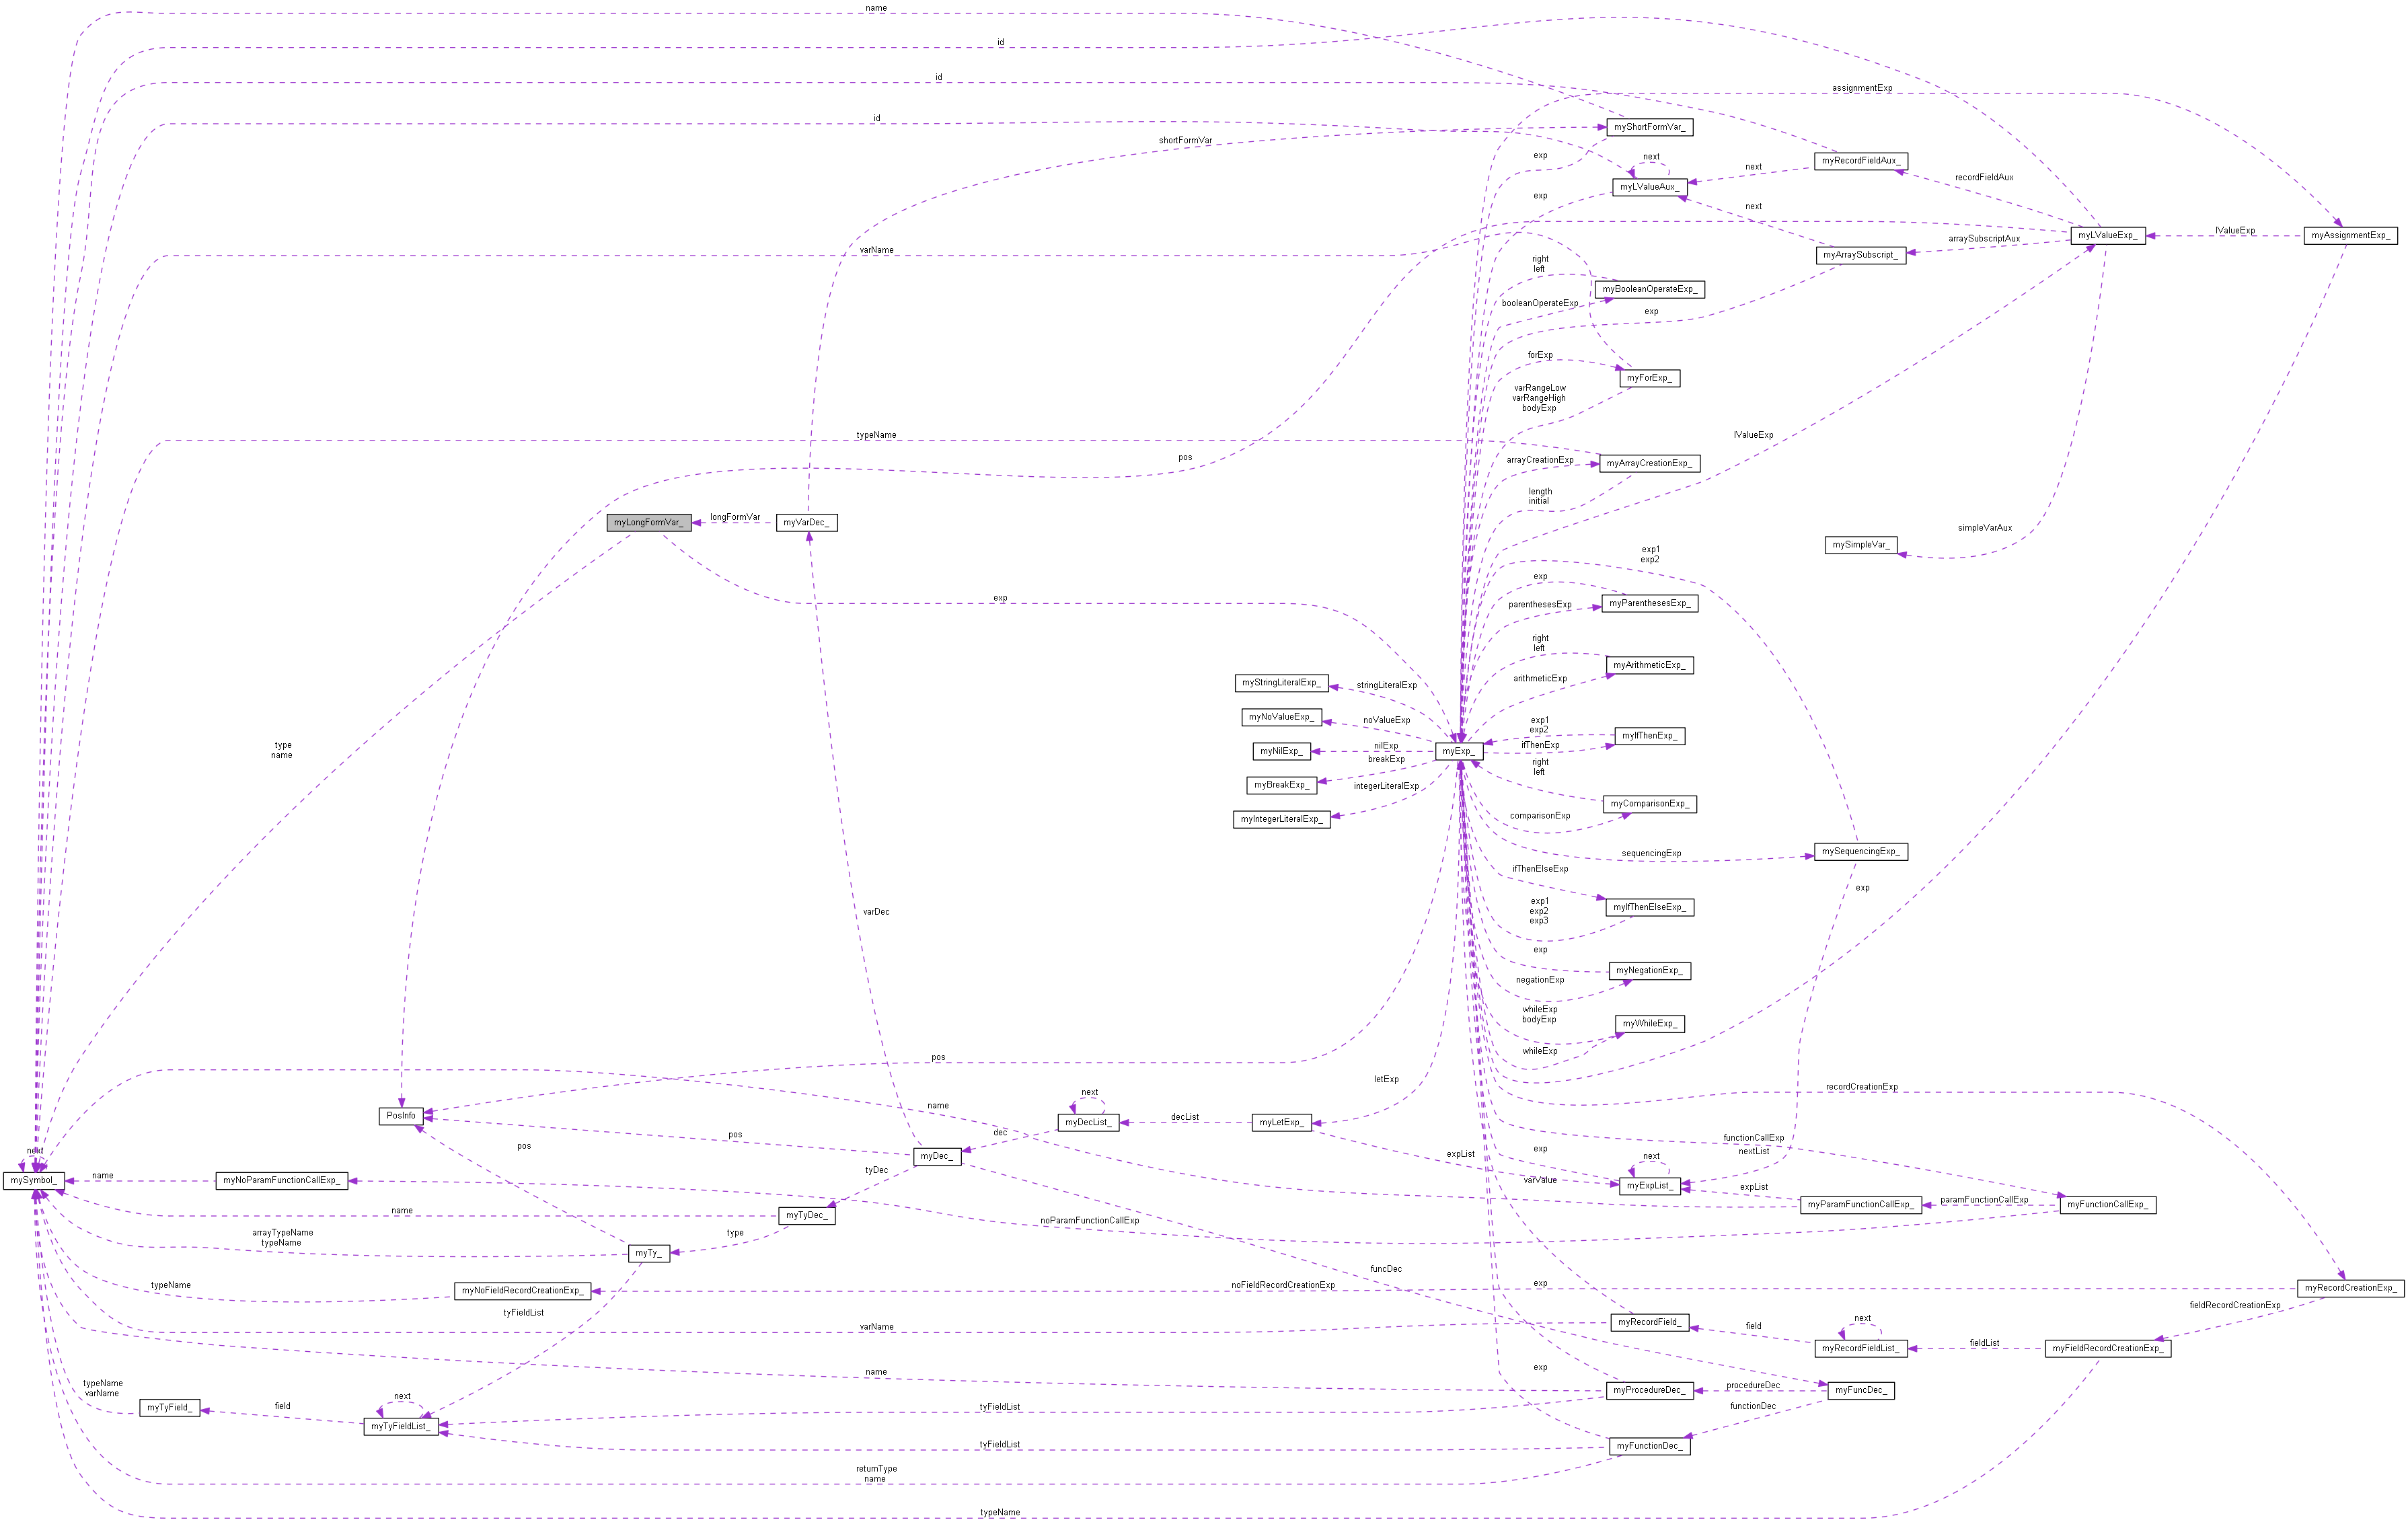 name
id
assignmentExp
id
id
myShortFormVar_
shortFormVar
exp
next
myRecordFieldAux_
next
recordFieldAux
myLValueAux_
exp
next
lValueExp
myLValueExp_
myAssignmentExp_
arraySubscriptAux
varName
myArraySubscript_
right
left
myBooleanOperateExp_
booleanOperateExp
exp
forExp
myForExp_
varRangeLow
varRangeHigh
bodyExp
typeName
lValueExp
pos
arrayCreationExp
myArrayCreationExp_
length
initial
myLongFormVar_
longFormVar
myVarDec_
simpleVarAux
mySimpleVar_
exp1
exp2
exp
exp
parenthesesExp
myParenthesesExp_
right
left
myArithmeticExp_
arithmeticExp
myStringLiteralExp_
stringLiteralExp
myNoValueExp_
noValueExp
exp1
exp2
myIfThenExp_
ifThenExp
type
name
myNilExp_
nilExp
myExp_
breakExp
right
left
myBreakExp_
integerLiteralExp
myIntegerLiteralExp_
myComparisonExp_
comparisonExp
sequencingExp
mySequencingExp_
ifThenElseExp
exp
varDec
exp1
exp2
exp3
myIfThenElseExp_
exp
myNegationExp_
negationExp
whileExp
bodyExp
myWhileExp_
whileExp
pos
letExp
recordCreationExp
PosInfo
name
next
myDecList_
decList
myLetExp_
dec
functionCallExp
nextList
pos
myDec_
expList
exp
next
myExpList_
next
mySymbol_
name
myNoParamFunctionCallExp_
tyDec
varValue
expList
myParamFunctionCallExp_
paramFunctionCallExp
myFunctionCallExp_
pos
name
myTyDec_
noParamFunctionCallExp
arrayTypeName
typeName
myTy_
type
funcDec
typeName
myNoFieldRecordCreationExp_
noFieldRecordCreationExp
exp
myRecordCreationExp_
tyFieldList
fieldRecordCreationExp
varName
myRecordField_
field
next
myRecordFieldList_
fieldList
myFieldRecordCreationExp_
name
exp
typeName
varName
myTyField_
field
next
myTyFieldList_
tyFieldList
myProcedureDec_
procedureDec
myFuncDec_
functionDec
tyFieldList
myFunctionDec_
returnType
name
typeName